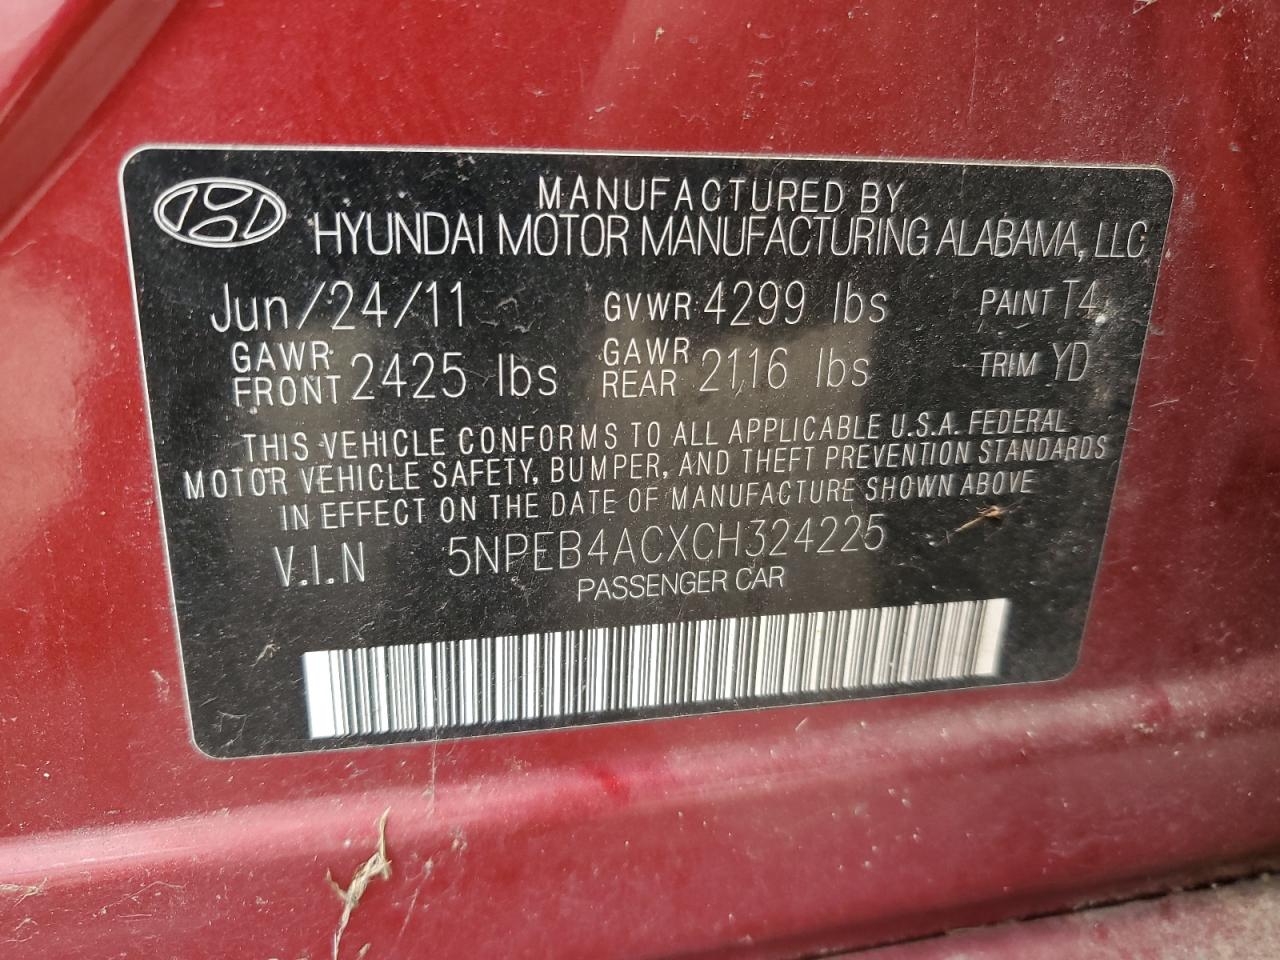 MANUFACTURED BY
HYUNDAI MOTOR MANUFACTURING ALABAMA, LLC
Jun/24/11 GVWR 4299 lbs PAINT T4
GAWR FRONT 2425 lbs GAWR REAR 2116 lbs TRIM YD
THIS VEHICLE CONFORMS TO ALL APPLICABLE U.S.A. FEDERAL
MOTOR VEHICLE SAFETY, BUMPER, AND THEFT PREVENTION STANDARDS
IN EFFECT ON THE DATE OF MANUFACTURE SHOWN ABOVE
V.I.N 5NPEB4ACXCH324225
PASSENGER CAR